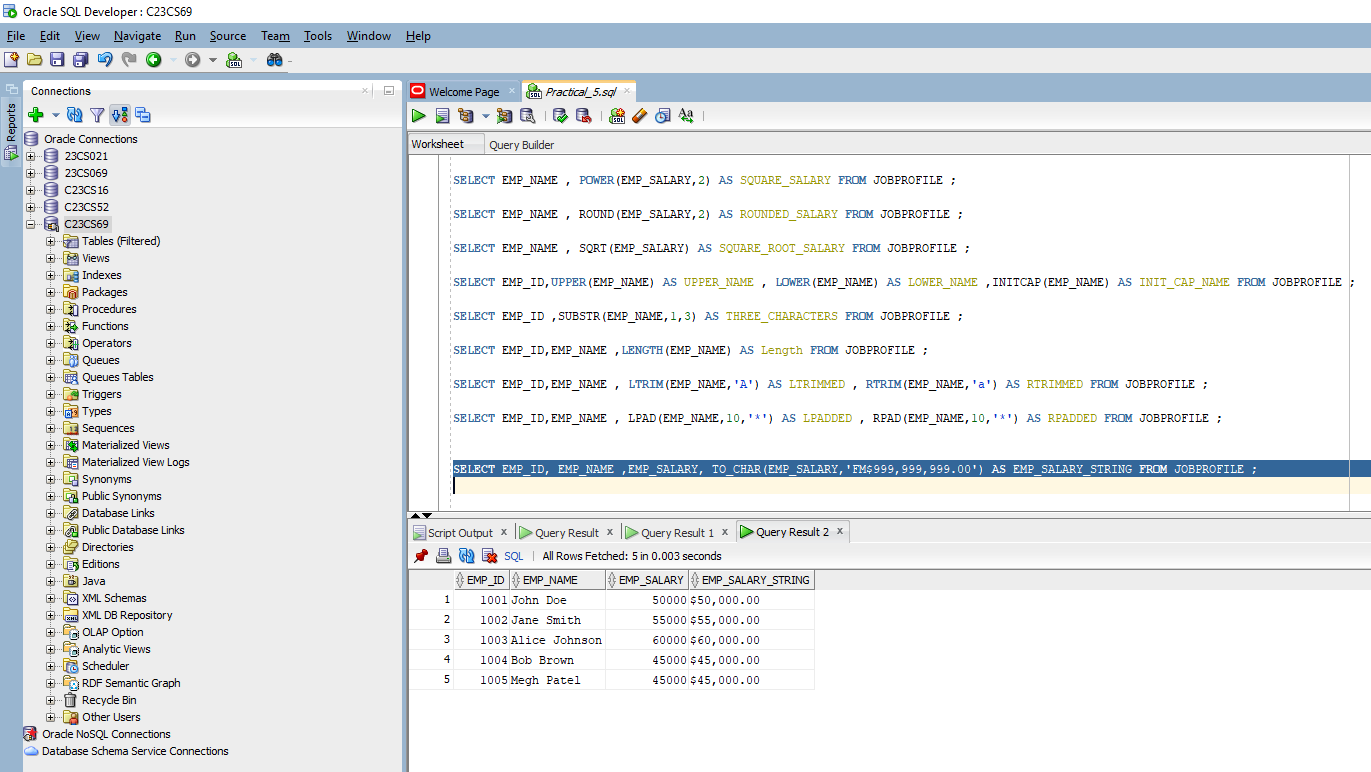 Oracle SQL Developer : C23CS69
File Edit View Navigate Run Source Team Tools Window Help
Reports
Connections
Oracle Connections
23CS021
23CS069
C23CS16
C23CS52
C23CS69
Tables (Filtered)
Views
Indexes
Packages
Procedures
Functions
Operators
Queues
Queues Tables
Triggers
Types
Sequences
Materialized Views
Materialized View Logs
Synonyms
Public Synonyms
Database Links
Public Database Links
Directories
Editions
Java
XML Schemas
XML DB Repository
OLAP Option
Analytic Views
Scheduler
RDF Semantic Graph
Recycle Bin
Other Users
Oracle NoSQL Connections
Database Schema Service Connections
Welcome Page Practical_5.sql
Worksheet Query Builder
SELECT EMP_NAME , POWER(EMP_SALARY,2) AS SQUARE_SALARY FROM JOBPROFILE ;
SELECT EMP_NAME , ROUND(EMP_SALARY,2) AS ROUNDED_SALARY FROM JOBPROFILE ;
SELECT EMP_NAME , SQRT(EMP_SALARY) AS SQUARE_ROOT_SALARY FROM JOBPROFILE ;
SELECT EMP_ID,UPPER(EMP_NAME) AS UPPER_NAME , LOWER(EMP_NAME) AS LOWER_NAME ,INITCAP(EMP_NAME) AS INIT_CAP_NAME FROM JOBPROFILE ;
SELECT EMP_ID ,SUBSTR(EMP_NAME,1,3) AS THREE_CHARACTERS FROM JOBPROFILE ;
SELECT EMP_ID,EMP_NAME ,LENGTH(EMP_NAME) AS Length FROM JOBPROFILE ;
SELECT EMP_ID,EMP_NAME , LTRIM(EMP_NAME,'A') AS LTRIMMED , RTRIM(EMP_NAME,'a') AS RTRIMMED FROM JOBPROFILE ;
SELECT EMP_ID,EMP_NAME , LPAD(EMP_NAME,10,'*') AS LPADDED , RPAD(EMP_NAME,10,'*') AS RPADDED FROM JOBPROFILE ;
SELECT EMP_ID, EMP_NAME ,EMP_SALARY, TO_CHAR(EMP_SALARY,'FM$999,999,999.00') AS EMP_SALARY_STRING FROM JOBPROFILE ;
Script Output Query Result Query Result 1 Query Result 2
SQL All Rows Fetched: 5 in 0.003 seconds
EMP_ID EMP_NAME EMP_SALARY EMP_SALARY_STRING
1 1001 John Doe 50000 $50,000.00
2 1002 Jane Smith 55000 $55,000.00
3 1003 Alice Johnson 60000 $60,000.00
4 1004 Bob Brown 45000 $45,000.00
5 1005 Megh Patel 45000 $45,000.00